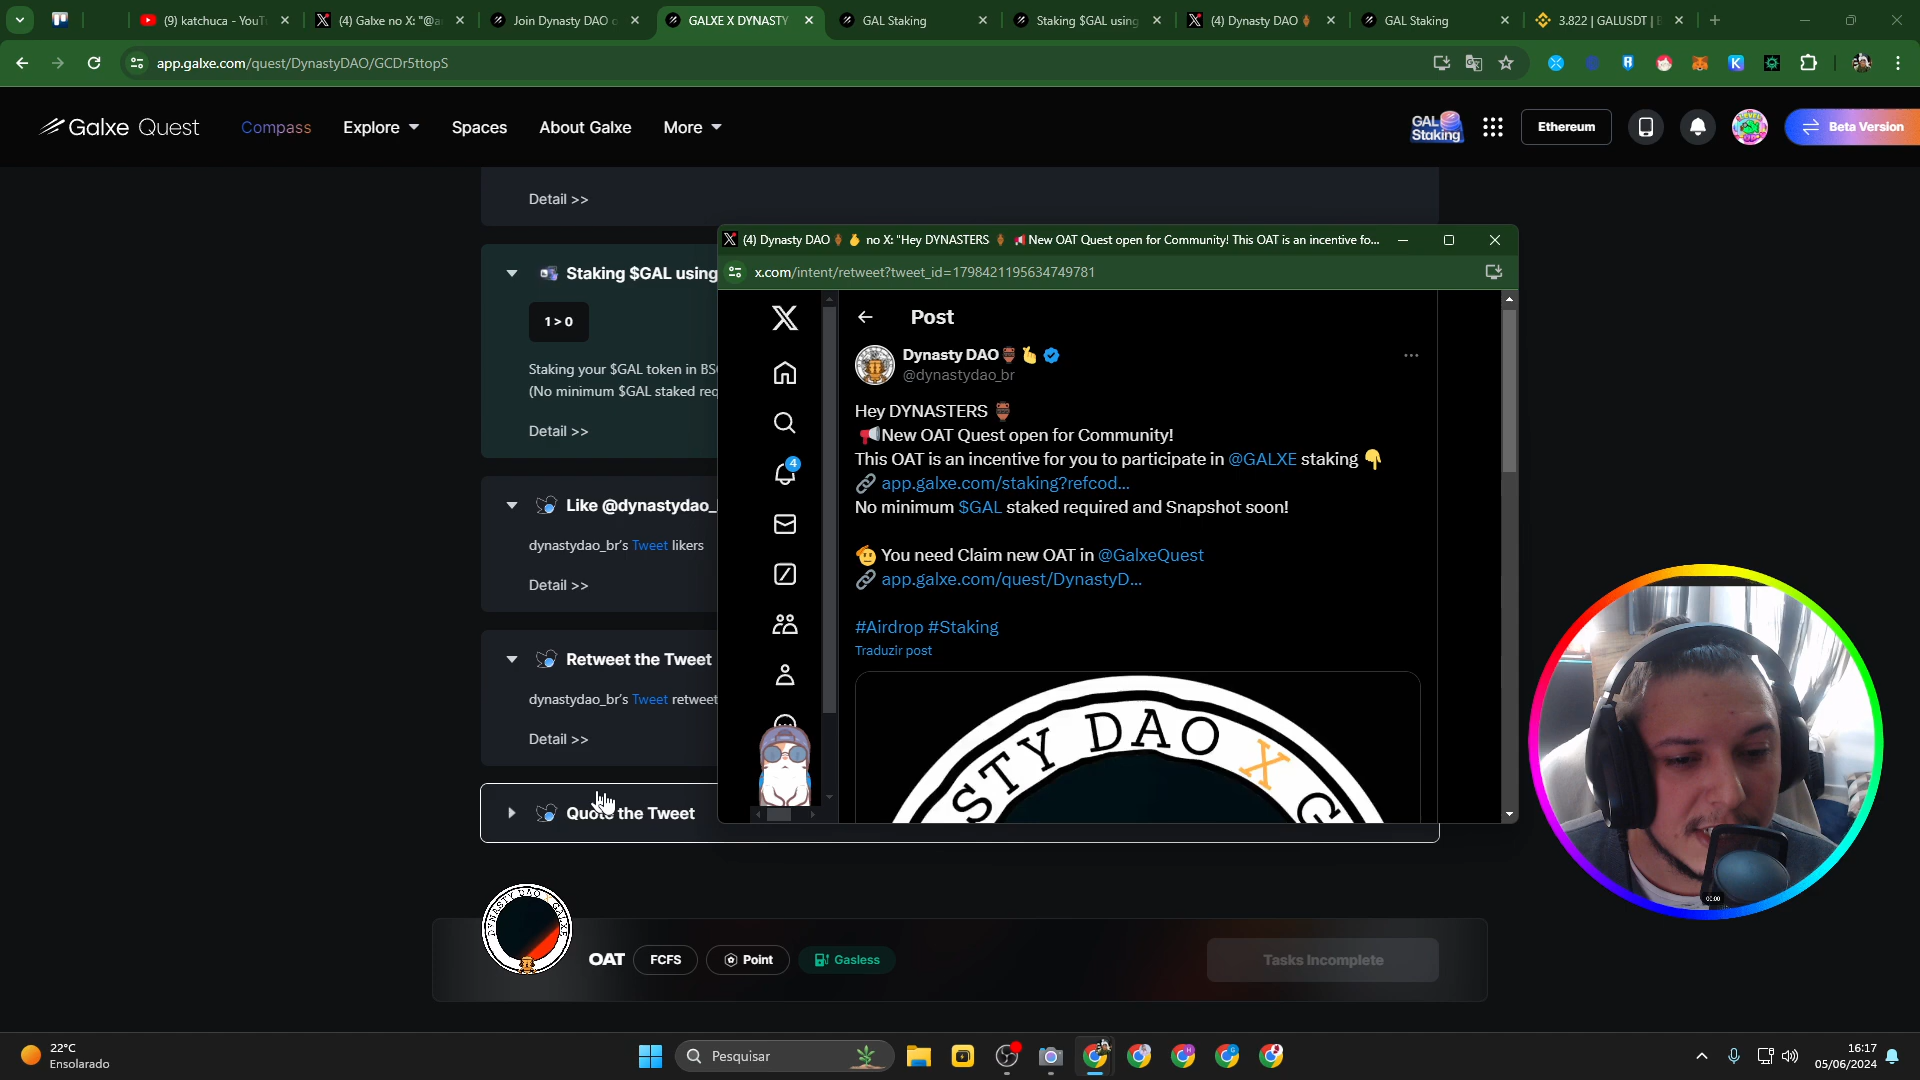 (9) katchuca - YouTu
(4) Galxe no X: "@a
Join Dynasty DAO o
GALXE X DYNASTY
GAL Staking
Staking $GAL using
(4) Dynasty DAO
GAL Staking
3.822 | GALUSDT |
app.galxe.com/quest/DynastyDAO/GCDr5ttopS
Galxe Quest
Compass
Explore
Spaces
About Galxe
More
GAL Staking
Ethereum
Beta Version
Detail >>
Staking $GAL using
1 > 0
Staking your $GAL token in BS
(No minimum $GAL staked req
Detail >>
Like @dynastydao_
dynastydao_br's Tweet likers
Detail >>
Retweet the Tweet
dynastydao_br's Tweet retweet
Detail >>
Quote the Tweet
(4) Dynasty DAO🏺🫰 no X: "Hey DYNASTERS 🏺 📢New OAT Quest open for Community! This OAT is an incentive fo...
x.com/intent/retweet?tweet_id=1798421195634749781
Post
4
Dynasty DAO🏺🫰
@dynastydao_br
Hey DYNASTERS 🏺
📢New OAT Quest open for Community!
This OAT is an incentive for you to participate in @GALXE staking 👇
🔗 app.galxe.com/staking?refcod...
No minimum $GAL staked required and Snapshot soon!
🫡 You need Claim new OAT in @GalxeQuest
🔗 app.galxe.com/quest/DynastyD...
#Airdrop #Staking
Traduzir post
STY DAO X G
DYNASTY DAO X GALXE
OAT
FCFS
Point
Gasless
Tasks Incomplete
00:00
22°C
Ensolarado
Pesquisar
16:17
05/06/2024